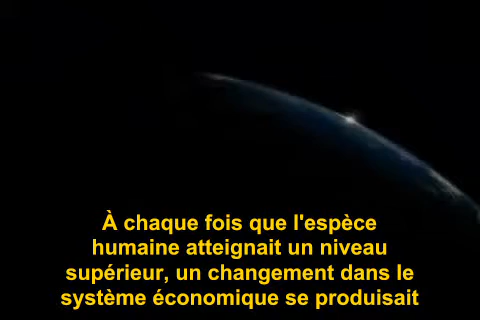 À chaque fois que l'espèce
humaine atteignait un niveau
supérieur, un changement dans le
système économique se produisait